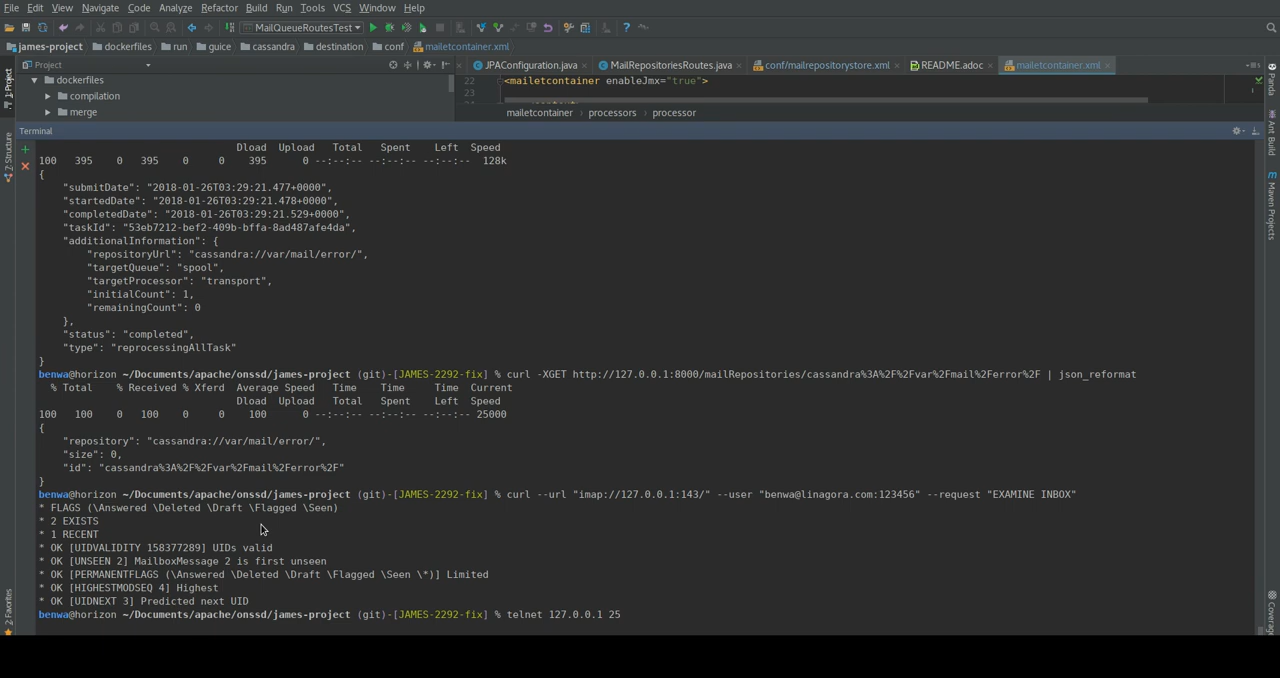 File Edit View Navigate Code Analyze Refactor Build Run Tools VCS Window Help
MailQueueRoutesTest
james-project dockerfiles run guice cassandra destination conf mailetcontainer.xml
Project JPAConfiguration.java MailRepositoriesRoutes.java conf/mailrepositorystore.xml README.adoc mailetcontainer.xml
dockerfiles 22 <mailetcontainer enableJmx="true">
compilation 23
merge mailetcontainer processors processor
Terminal
Dload Upload Total Spent Left Speed
100 395 0 395 0 0 395 0 --:--:-- --:--:-- --:--:-- 128k
{
"submitDate": "2018-01-26T03:29:21.477+0000",
"startedDate": "2018-01-26T03:29:21.478+0000",
"completedDate": "2018-01-26T03:29:21.529+0000",
"taskId": "53eb7212-bef2-409b-bffa-8ad487afe4da",
"additionalInformation": {
"repositoryUrl": "cassandra://var/mail/error/",
"targetQueue": "spool",
"targetProcessor": "transport",
"initialCount": 1,
"remainingCount": 0
},
"status": "completed",
"type": "reprocessingAllTask"
}
benwa@horizon ~/Documents/apache/onssd/james-project (git)-[JAMES-2292-fix] % curl -XGET http://127.0.0.1:8000/mailRepositories/cassandra%3A%2F%2Fvar%2Fmail%2Ferror%2F | json_reformat
% Total % Received % Xferd Average Speed Time Time Time Current
Dload Upload Total Spent Left Speed
100 100 0 100 0 0 100 0 --:--:-- --:--:-- --:--:-- 25000
{
"repository": "cassandra://var/mail/error/",
"size": 0,
"id": "cassandra%3A%2F%2Fvar%2Fmail%2Ferror%2F"
}
benwa@horizon ~/Documents/apache/onssd/james-project (git)-[JAMES-2292-fix] % curl --url "imap://127.0.0.1:143/" --user "benwa@linagora.com:123456" --request "EXAMINE INBOX"
* FLAGS (\Answered \Deleted \Draft \Flagged \Seen)
* 2 EXISTS
* 1 RECENT
* OK [UIDVALIDITY 158377289] UIDs valid
* OK [UNSEEN 2] MailboxMessage 2 is first unseen
* OK [PERMANENTFLAGS (\Answered \Deleted \Draft \Flagged \Seen \*)] Limited
* OK [HIGHESTMODSEQ 4] Highest
* OK [UIDNEXT 3] Predicted next UID
benwa@horizon ~/Documents/apache/onssd/james-project (git)-[JAMES-2292-fix] % telnet 127.0.0.1 25
1: Project
7: Structure
2: Favorites
Panda
Ant Build
Maven Projects
Coverage